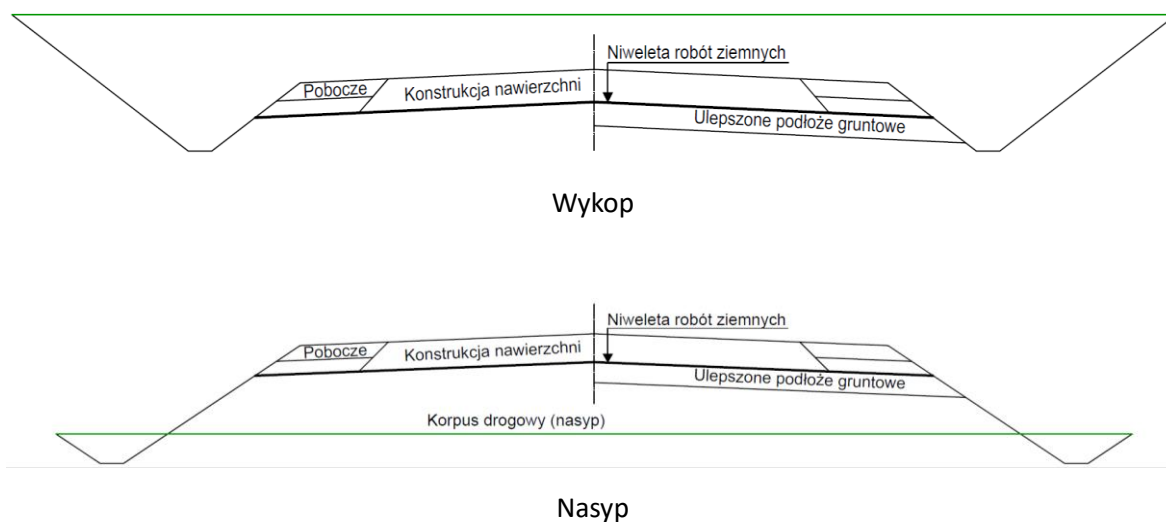 Niweleta robót ziemnych
Pobocze
Konstrukcja nawierzchni
Ulepszone podłoże gruntowe
Wykop
Niweleta robót ziemnych
Pobocze
Konstrukcja nawierzchni
Ulepszone podłoże gruntowe
Korpus drogowy (nasyp)
Nasyp